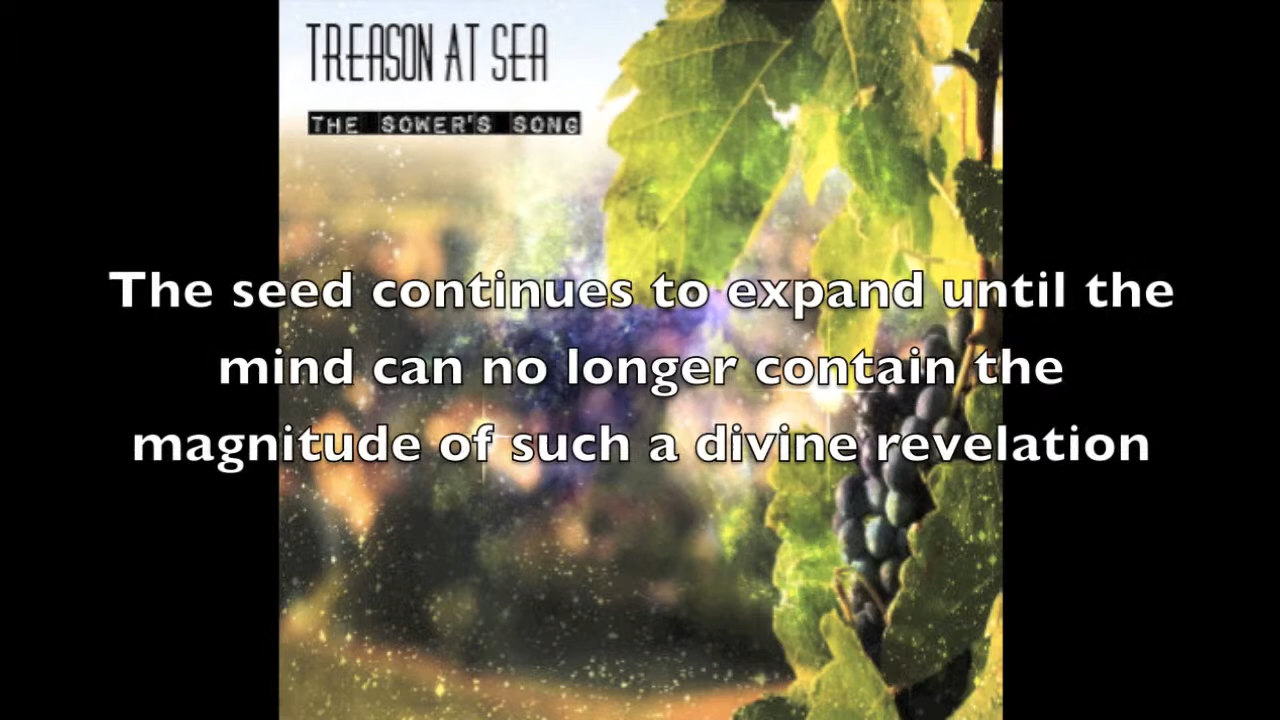 TREASON AT SEA
THE SOWER'S SONG
The seed continues to expand until the
mind can no longer contain the
magnitude of such a divine revelation